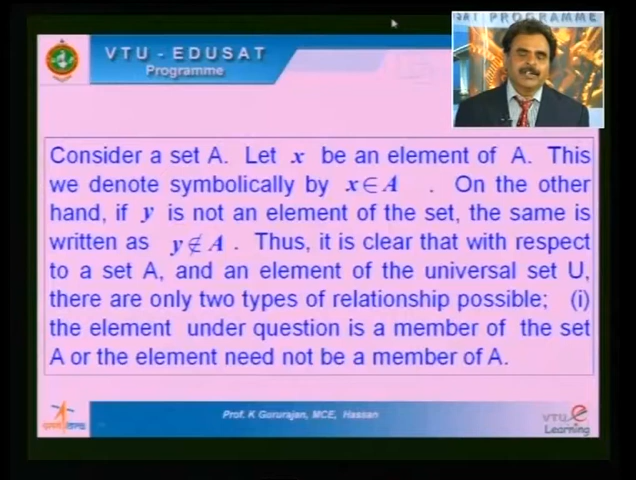 VTU - EDUSAT
Programme
PROGRAMME
Consider a set A. Let x be an element of A. This
we denote symbolically by x∈A . On the other
hand, if y is not an element of the set, the same is
written as y∉A . Thus, it is clear that with respect
to a set A, and an element of the universal set U,
there are only two types of relationship possible; (i)
the element under question is a member of the set
A or the element need not be a member of A.
Prof. K Gururajan, MCE, Hassan
VTU e
Learning